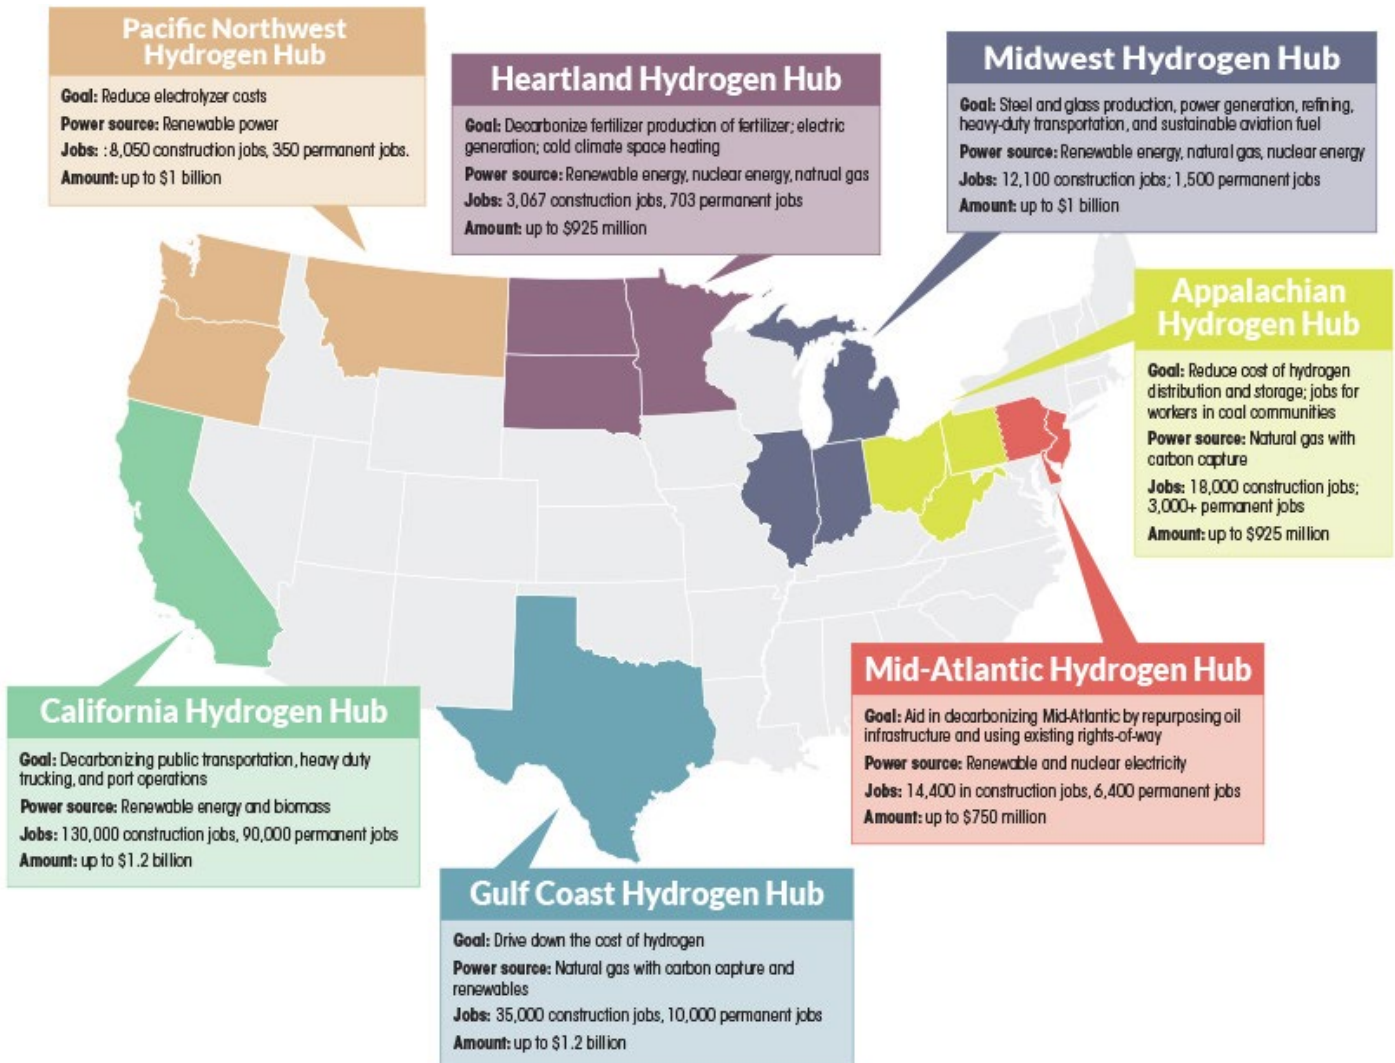 Pacific Northwest
Hydrogen Hub
Goal: Reduce electrolyzer costs
Power source: Renewable power
Jobs: :8,050 construction jobs, 350 permanent jobs.
Amount: up to $1 billion
Heartland Hydrogen Hub
Goal: Decarbonize fertilizer production of fertilizer; electric
generation; cold climate space heating
Power source: Renewable energy, nuclear energy, natrual gas
Jobs: 3,067 construction jobs, 703 permanent jobs
Amount: up to $925 million
Midwest Hydrogen Hub
Goal: Steel and glass production, power generation, refining,
heavy-duty transportation, and sustainable aviation fuel
Power source: Renewable energy, natural gas, nuclear energy
Jobs: 12,100 construction jobs; 1,500 permanent jobs
Amount: up to $1 billion
Appalachian
Hydrogen Hub
Goal: Reduce cost of hydrogen
distribution and storage; jobs for
workers in coal communities
Power source: Natural gas with
carbon capture
Jobs: 18,000 construction jobs;
3,000+ permanent jobs
Amount: up to $925 million
California Hydrogen Hub
Goal: Decarbonizing public transportation, heavy duty
trucking, and port operations
Power source: Renewable energy and biomass
Jobs: 130,000 construction jobs, 90,000 permanent jobs
Amount: up to $1.2 billion
Mid-Atlantic Hydrogen Hub
Goal: Aid in decarbonizing Mid-Atlantic by repurposing oil
infrastructure and using existing rights-of-way
Power source: Renewable and nuclear electricity
Jobs: 14,400 in construction jobs, 6,400 permanent jobs
Amount: up to $750 million
Gulf Coast Hydrogen Hub
Goal: Drive down the cost of hydrogen
Power source: Natural gas with carbon capture and
renewables
Jobs: 35,000 construction jobs, 10,000 permanent jobs
Amount: up to $1.2 billion